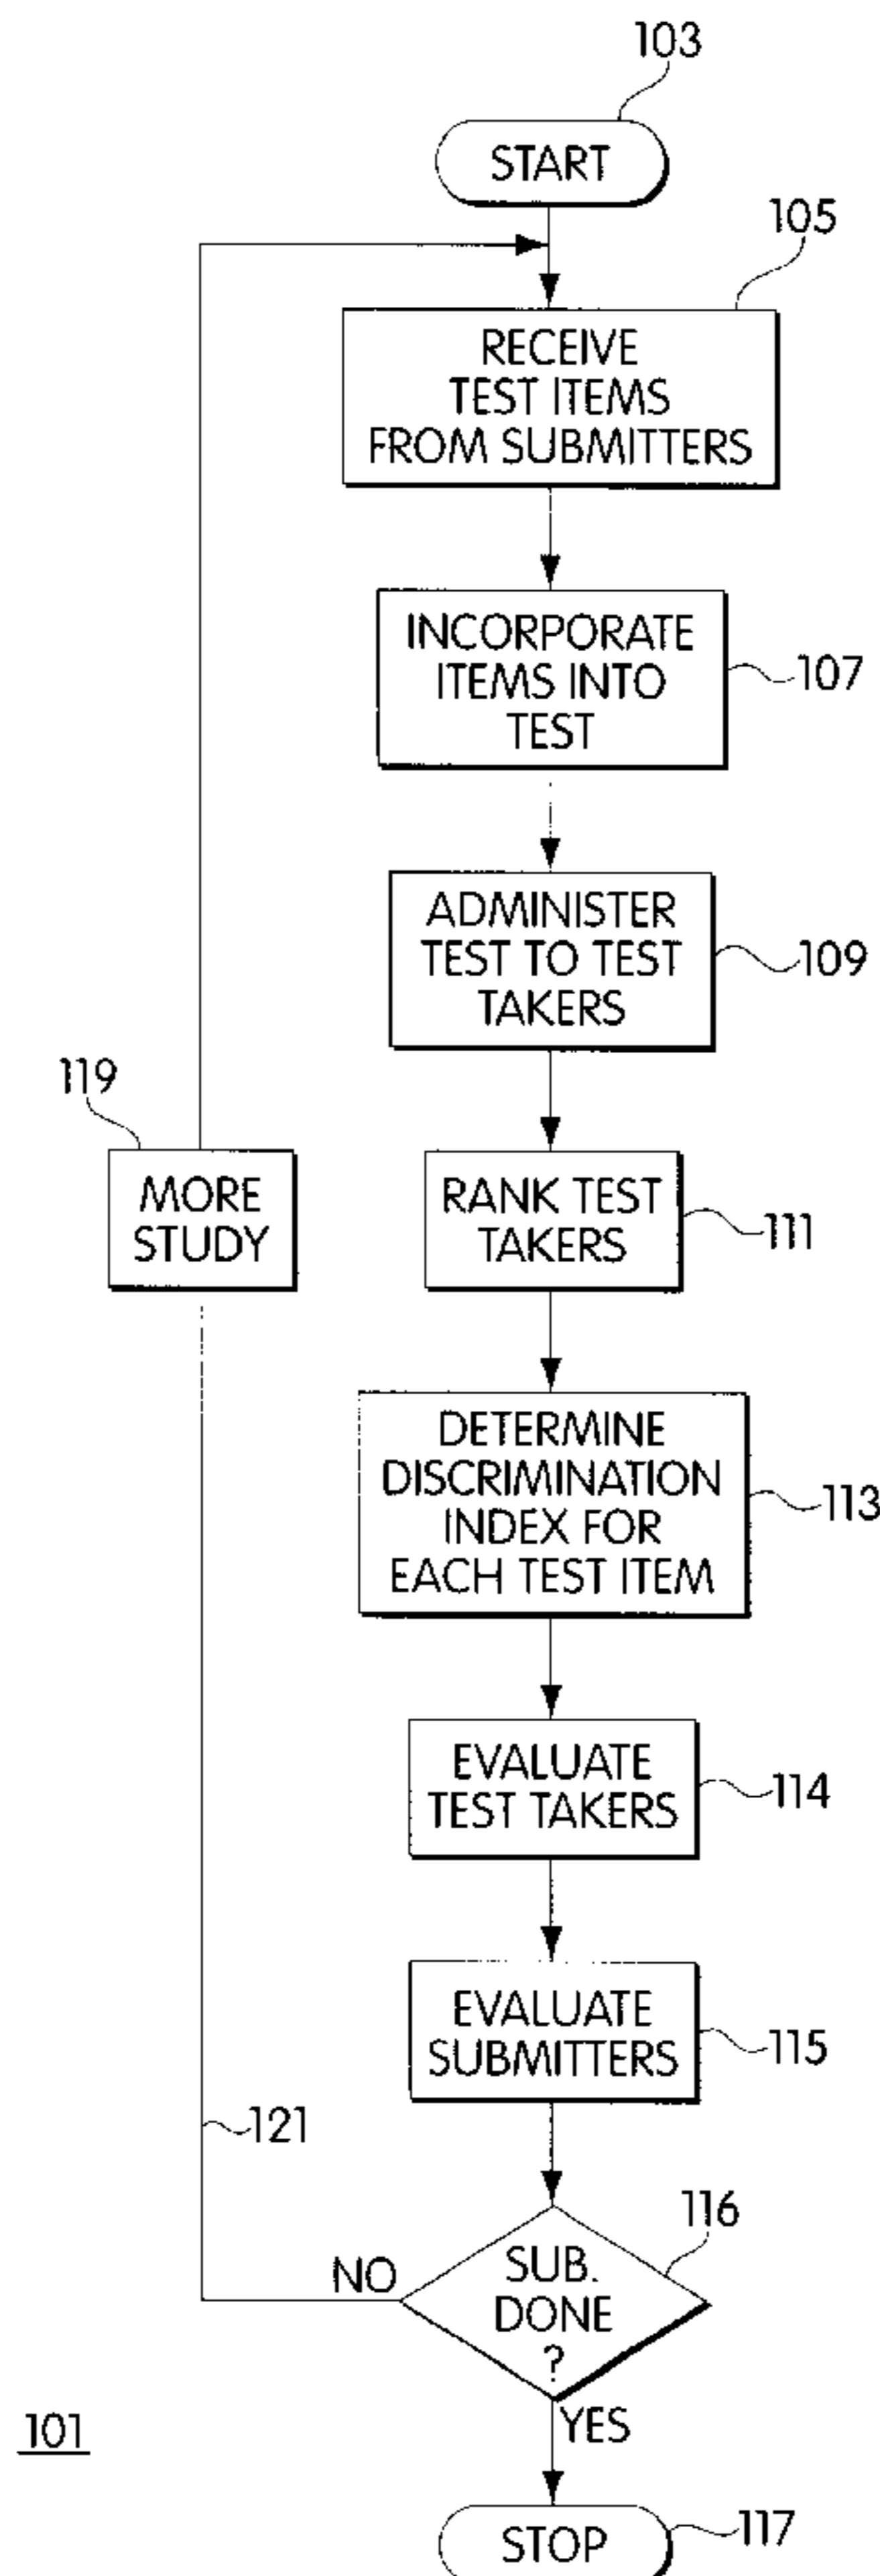 103
START
105
RECEIVE
TEST ITEMS
FROM SUBMITTERS
INCORPORATE
ITEMS INTO
TEST
107
ADMINISTER
TEST TO TEST
TAKERS
109
119
MORE
STUDY
RANK TEST
TAKERS
111
DETERMINE
DISCRIMINATION
INDEX FOR
EACH TEST ITEM
113
EVALUATE
TEST TAKERS
114
EVALUATE
SUBMITTERS
115
121
116
NO
SUB.
DONE
?
YES
101
STOP
117